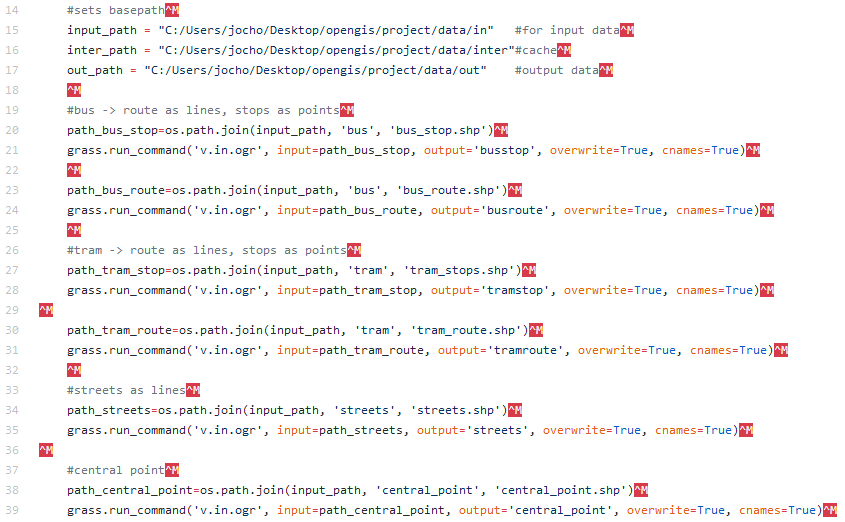 14 #sets basepath^M
15 input_path = "C:/Users/jocho/Desktop/opengis/project/data/in" #for input data^M
16 inter_path = "C:/Users/jocho/Desktop/opengis/project/data/inter"#cache^M
17 out_path = "C:/Users/jocho/Desktop/opengis/project/data/out" #output data^M
18 ^M
19 #bus -> route as lines, stops as points^M
20 path_bus_stop=os.path.join(input_path, 'bus', 'bus_stop.shp')^M
21 grass.run_command('v.in.ogr', input=path_bus_stop, output='busstop', overwrite=True, cnames=True)^M
22 ^M
23 path_bus_route=os.path.join(input_path, 'bus', 'bus_route.shp')^M
24 grass.run_command('v.in.ogr', input=path_bus_route, output='busroute', overwrite=True, cnames=True)^M
25 ^M
26 #tram -> route as lines, stops as points^M
27 path_tram_stop=os.path.join(input_path, 'tram', 'tram_stops.shp')^M
28 grass.run_command('v.in.ogr', input=path_tram_stop, output='tramstop', overwrite=True, cnames=True)^M
29 ^M
30 path_tram_route=os.path.join(input_path, 'tram', 'tram_route.shp')^M
31 grass.run_command('v.in.ogr', input=path_tram_route, output='tramroute', overwrite=True, cnames=True)^M
32 ^M
33 #streets as lines^M
34 path_streets=os.path.join(input_path, 'streets', 'streets.shp')^M
35 grass.run_command('v.in.ogr', input=path_streets, output='streets', overwrite=True, cnames=True)^M
36 ^M
37 #central point^M
38 path_central_point=os.path.join(input_path, 'central_point', 'central_point.shp')^M
39 grass.run_command('v.in.ogr', input=path_central_point, output='central_point', overwrite=True, cnames=True)^M